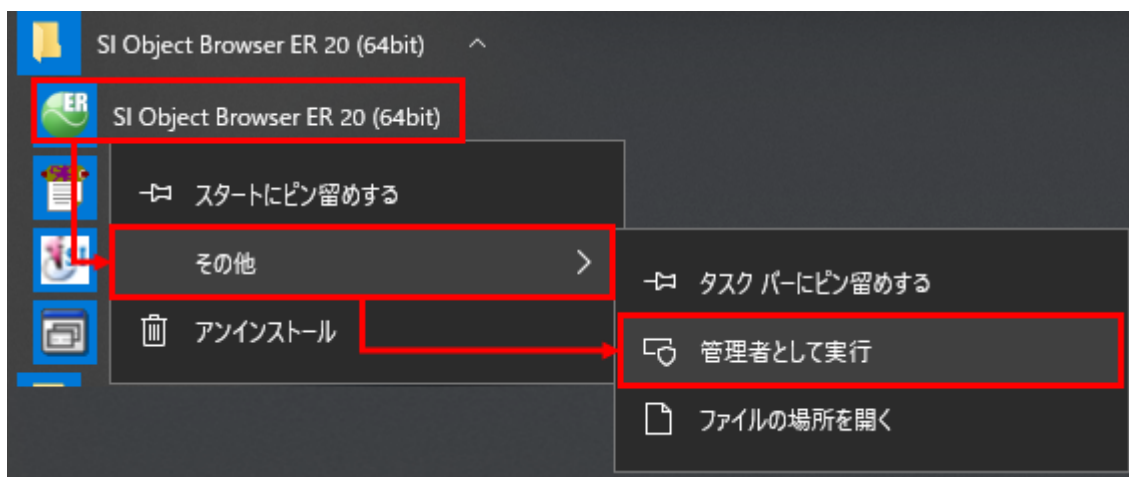 SI Object Browser ER 20 (64bit)
ER
SI Object Browser ER 20 (64bit)
スタートにピン留めする
その他
アンインストール
タスク バーにピン留めする
管理者として実行
ファイルの場所を開く